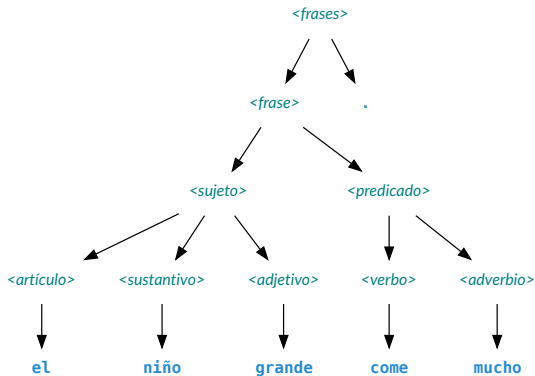 <frases>
<frase> .
<sujeto> <predicado>
<artículo> <sustantivo> <adjetivo> <verbo> <adverbio>
el niño grande come mucho